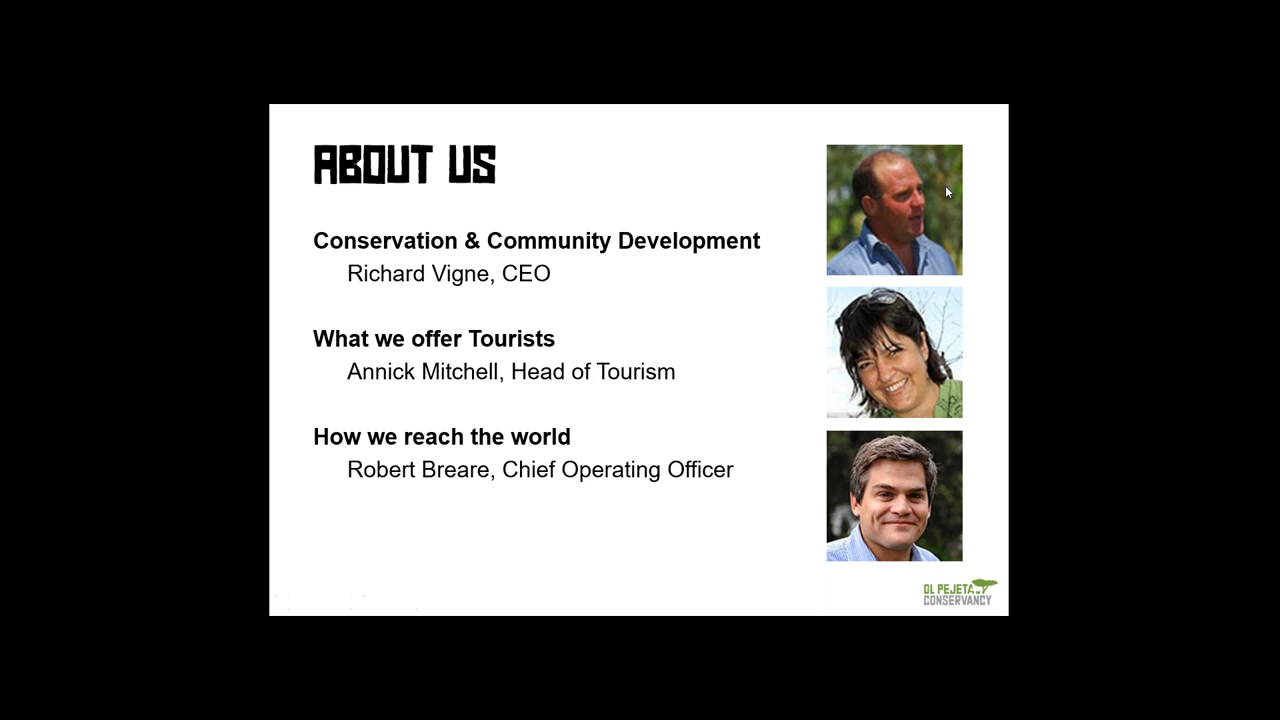 ABOUT US
Conservation & Community Development
Richard Vigne, CEO
What we offer Tourists
Annick Mitchell, Head of Tourism
How we reach the world
Robert Breare, Chief Operating Officer
OL PEJETA
CONSERVANCY